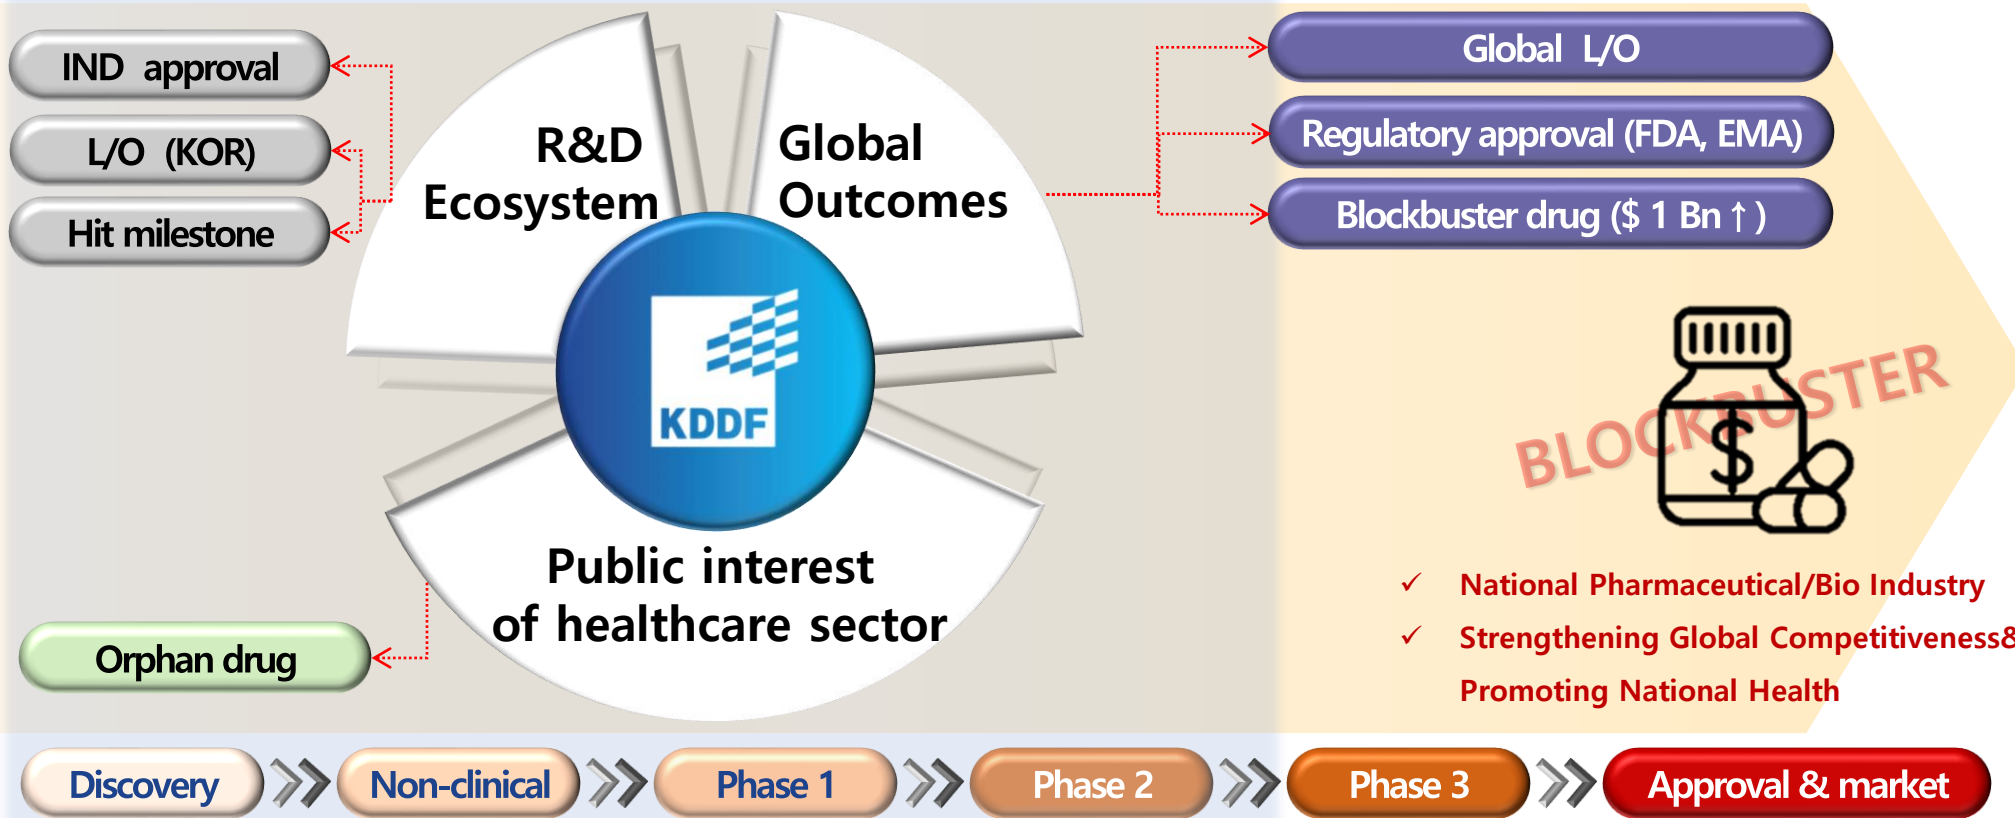 IND approval
L/O (KOR)
Hit milestone
R&D
Ecosystem
Global
Outcomes
Global L/O
Regulatory approval (FDA, EMA)
Blockbuster drug ($ 1 Bn↑)
KDDF
BLOCKBUSTER
$
Public interest
of healthcare sector
Orphan drug
✓ National Pharmaceutical/Bio Industry
✓ Strengthening Global Competitiveness&
Promoting National Health
Discovery
Non-clinical
Phase 1
Phase 2
Phase 3
Approval & market